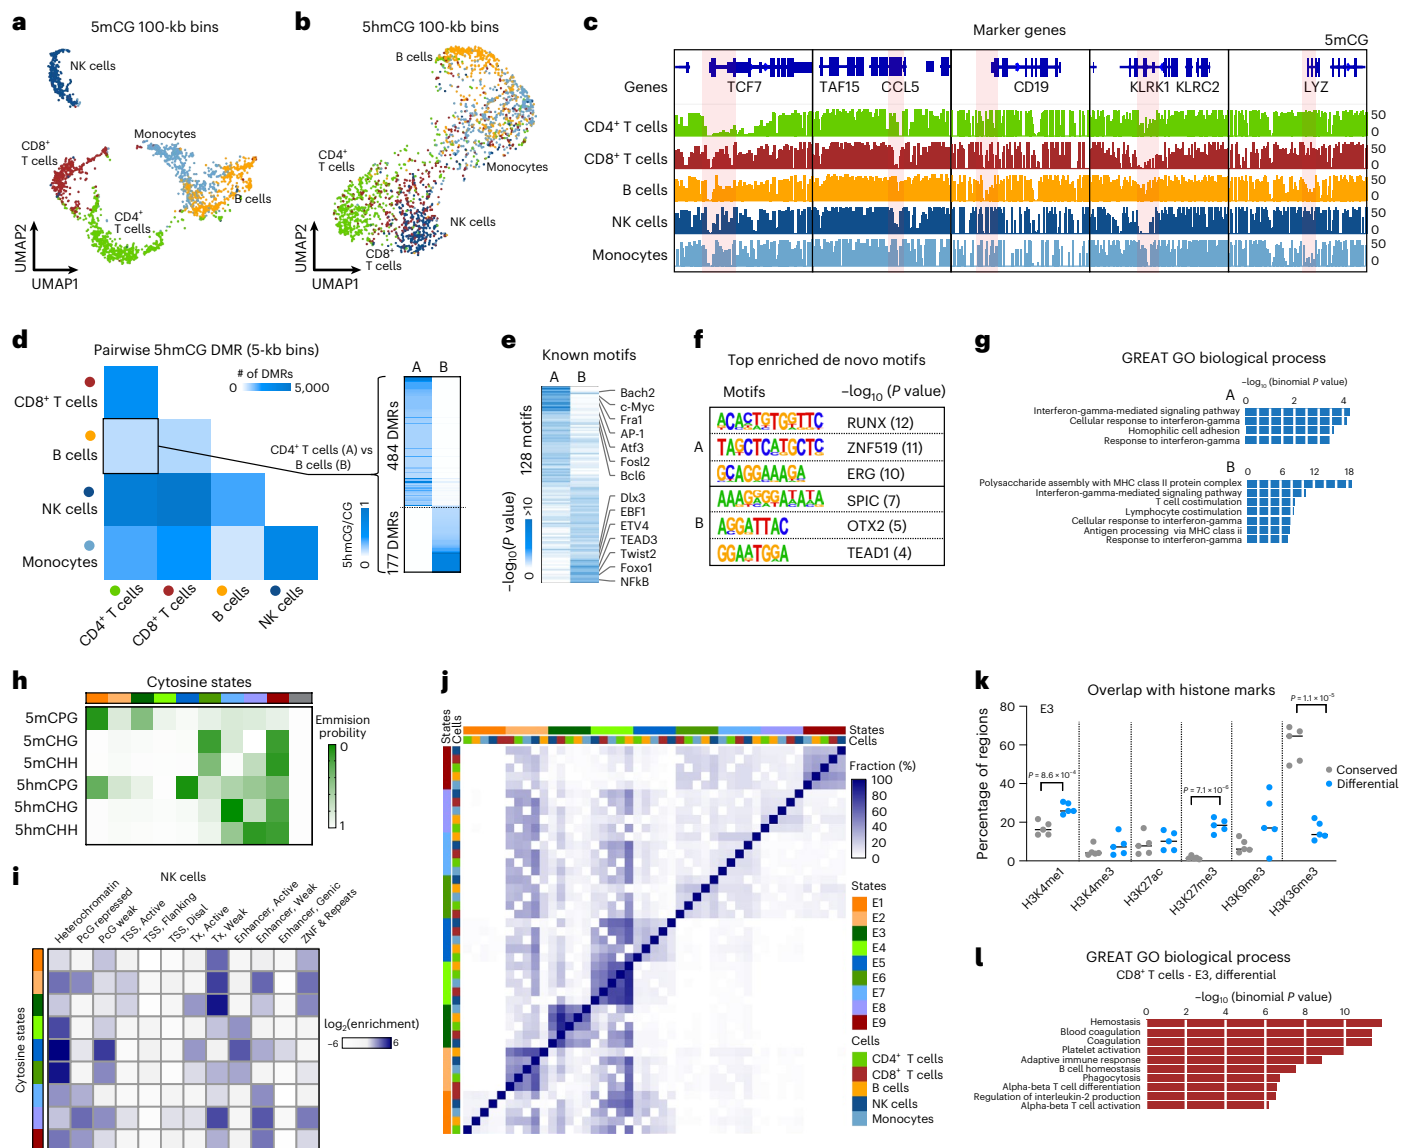 a
5mCG 100-kb bins
NK cells
Monocytes
CD8⁺
T cells
CD4⁺
T cells
B cells
UMAP2
UMAP1
b
5hmCG 100-kb bins
B cells
CD4⁺
T cells
Monocytes
NK cells
CD8⁺
T cells
UMAP2
UMAP1
c
Marker genes
5mCG
Genes
TCF7
TAF15
CCL5
CD19
KLRK1
KLRC2
LYZ
CD4⁺ T cells
50
0
CD8⁺ T cells
50
0
B cells
50
0
NK cells
50
0
Monocytes
50
0
d
Pairwise 5hmCG DMR (5-kb bins)
# of DMRs
0
5,000
CD8⁺ T cells
B cells
NK cells
Monocytes
CD4⁺ T cells
CD8⁺ T cells
B cells
NK cells
CD4⁺ T cells (A) vs
B cells (B)
A
B
484 DMRs
177 DMRs
5hmCG/CG
0
1
e
Known motifs
A
B
128 motifs
−log₁₀(P value)
0
>10
Bach2
c-Myc
Fra1
AP-1
Atf3
Fosl2
Bcl6
Dlx3
EBF1
ETV4
TEAD3
Twist2
Foxo1
NFkB
f
Top enriched de novo motifs
Motifs
−log₁₀ (P value)
A
ACACTGTGGTTC
RUNX (12)
TAGCTCATGCTC
ZNF519 (11)
GCAGGAAAGA
ERG (10)
B
AAAGGGGATATA
SPIC (7)
AGGATTAC
OTX2 (5)
GGAATGGA
TEAD1 (4)
g
GREAT GO biological process
−log₁₀ (binomial P value)
A
0
2
4
Interferon-gamma-mediated signaling pathway
Cellular response to interferon-gamma
Homophilic cell adhesion
Response to interferon-gamma
B
0
6
12
18
Polysaccharide assembly with MHC class II protein complex
Interferon-gamma-mediated signaling pathway
T cell costimulation
Lymphocyte costimulation
Cellular response to interferon-gamma
Antigen processing via MHC class ii
Response to interferon-gamma
h
Cytosine states
5mCPG
5mCHG
5mCHH
5hmCPG
5hmCHG
5hmCHH
Emmision
probility
0
1
i
NK cells
Heterochromatin
PcG repressed
PcG weak
TSS, Active
TSS, Flanking
TSS, Disal
Tx, Active
Tx, Weak
Enhancer, Active
Enhancer, Weak
Enhancer, Genic
ZNF & Repeats
Cytosine states
log₂(enrichment)
−6
6
j
States
Cells
States
Cells
Fraction (%)
100
80
60
40
20
0
States
E1
E2
E3
E4
E5
E6
E7
E8
E9
Cells
CD4⁺ T cells
CD8⁺ T cells
B cells
NK cells
Monocytes
k
Overlap with histone marks
E3
Percentage of regions
80
60
40
20
0
P = 8.6 × 10⁻⁴
P = 7.1 × 10⁻⁶
P = 1.1 × 10⁻⁵
Conserved
Differential
H3K4me1
H3K4me3
H3K27ac
H3K27me3
H3K9me3
H3K36me3
l
GREAT GO biological process
CD8⁺ T cells - E3, differential
−log₁₀ (binomial P value)
0
2
4
6
8
10
Hemostasis
Blood coagulation
Coagulation
Platelet activation
Adaptive immune response
B cell homeostasis
Phagocytosis
Alpha-beta T cell differentiation
Regulation of interleukin-2 production
Alpha-beta T cell activation